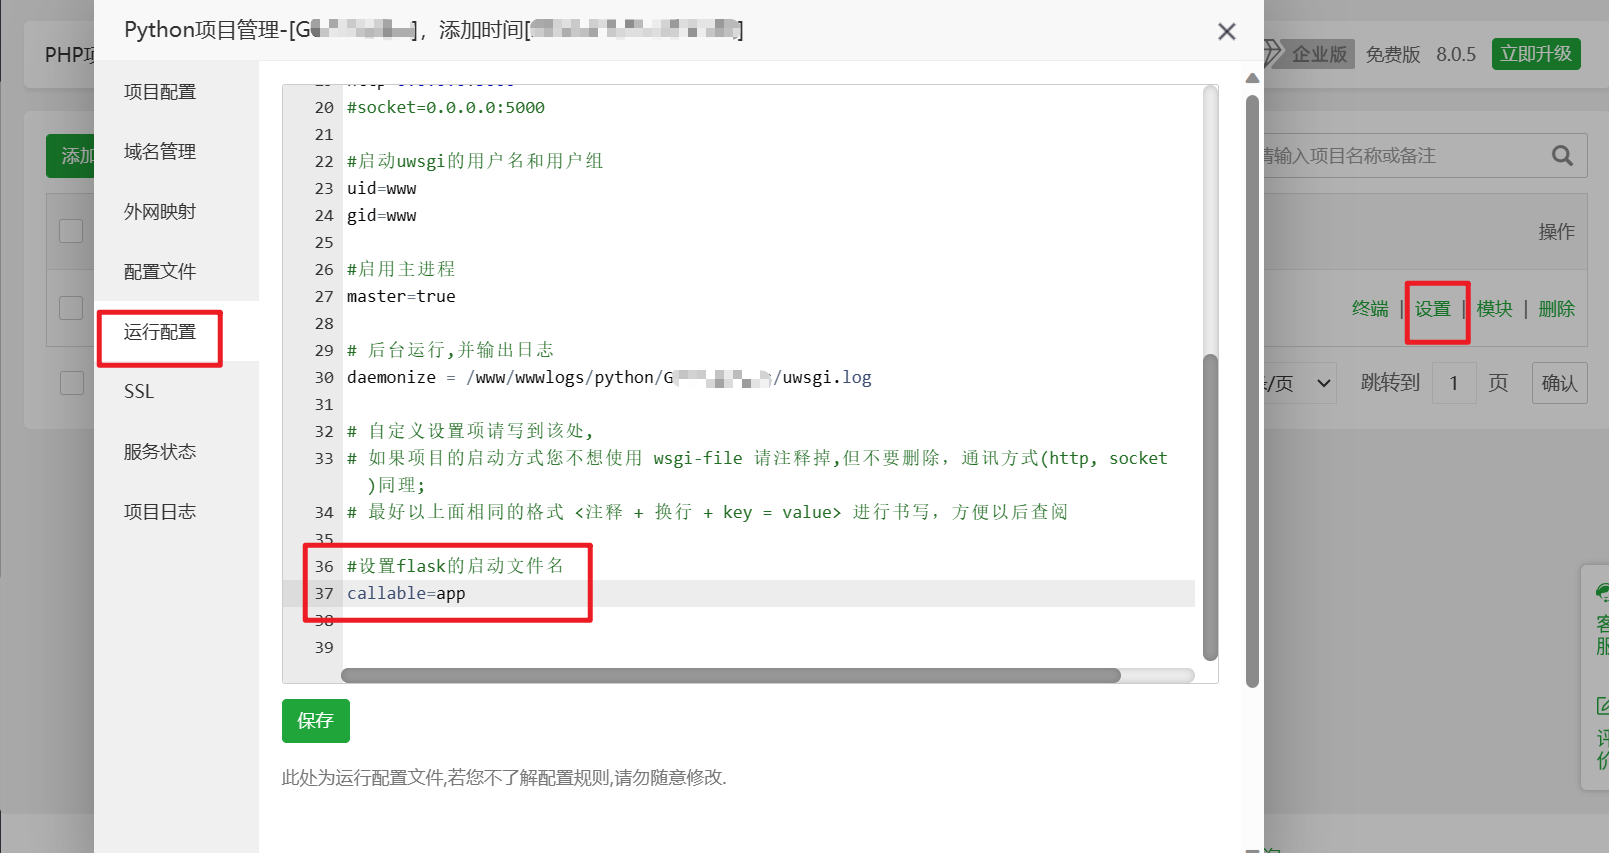 Python项目管理-[G ], 添加时间[ ]
PHP项
企业版 免费版 8.0.5 立即升级
添加
请输入项目名称或备注
操作
终端 | 设置 | 模块 | 删除
条/页 跳转到 1 页 确认
项目配置
域名管理
外网映射
配置文件
运行配置
SSL
服务状态
项目日志
20 #socket=0.0.0.0:5000
21
22 #启动uwsgi的用户名和用户组
23 uid=www
24 gid=www
25
26 #启用主进程
27 master=true
28
29 # 后台运行,并输出日志
30 daemonize = /www/wwwlogs/python/G /uwsgi.log
31
32 # 自定义设置项请写到该处,
33 # 如果项目的启动方式您不想使用 wsgi-file 请注释掉,但不要删除，通讯方式(http, socket
)同理;
34 # 最好以上面相同的格式 <注释 + 换行 + key = value> 进行书写，方便以后查阅
35
36 #设置flask的启动文件名
37 callable=app
38
39
保存
此处为运行配置文件,若您不了解配置规则,请勿随意修改.
客
服
评
价